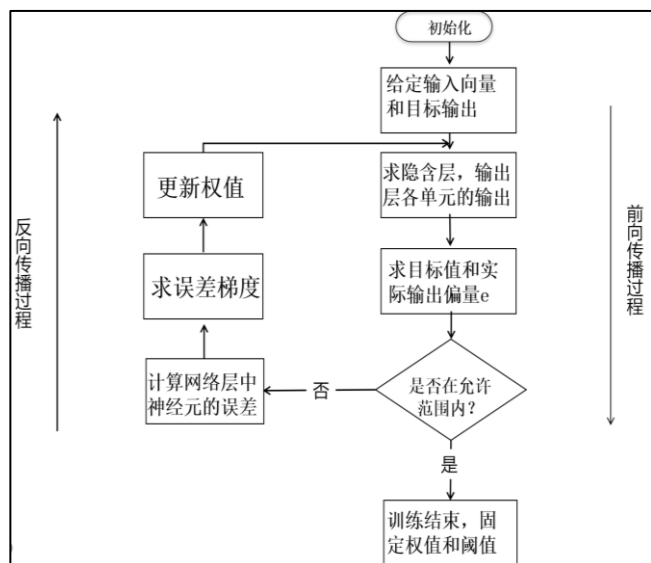 初始化
给定输入向量
和目标输出
求隐含层，输出
层各单元的输出
求目标值和实
际输出偏量e
是否在允许
范围内？
是
训练结束，固
定权值和阈值
否
计算网络层中
神经元的误差
求误差梯度
更新权值
反向传播过程
前向传播过程